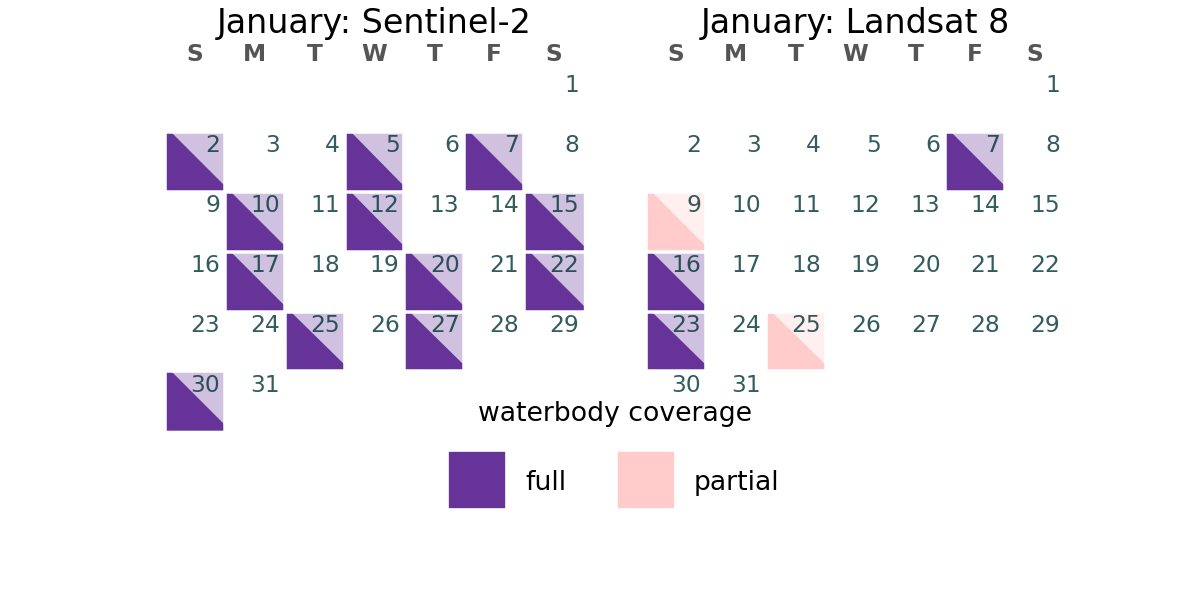 January: Sentinel-2
S M T W T F S
1
2 3 4 5 6 7 8
9 10 11 12 13 14 15
16 17 18 19 20 21 22
23 24 25 26 27 28 29
30 31
January: Landsat 8
S M T W T F S
1
2 3 4 5 6 7 8
9 10 11 12 13 14 15
16 17 18 19 20 21 22
23 24 25 26 27 28 29
30 31
waterbody coverage
full partial